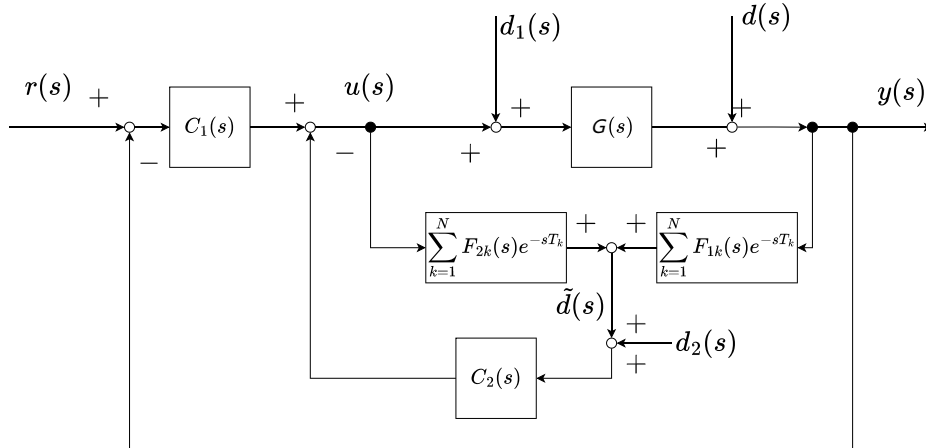 d₁(s)
d(s)
r(s)
+
C₁(s)
+
u(s)
+
G(s)
+
y(s)
−
−
+
+
∑_{k=1}^{N} F_{2k}(s)e^{-sT_k}
+
+
∑_{k=1}^{N} F_{1k}(s)e^{-sT_k}
d̃(s)
+
d₂(s)
+
C₂(s)